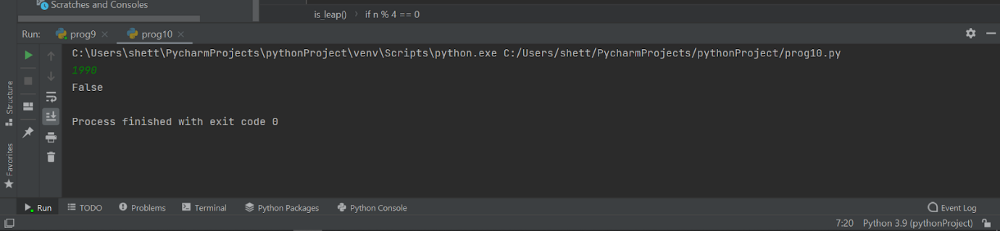 Scratches and Consoles
is_leap() › if n % 4 == 0
Run: prog9 × prog10 ×
C:\Users\shett\PycharmProjects\pythonProject\venv\Scripts\python.exe C:/Users/shett/PycharmProjects/pythonProject/prog10.py
1990
False
Process finished with exit code 0
Structure
Favorites
Run TODO Problems Terminal Python Packages Python Console Event Log
7:20 Python 3.9 (pythonProject)